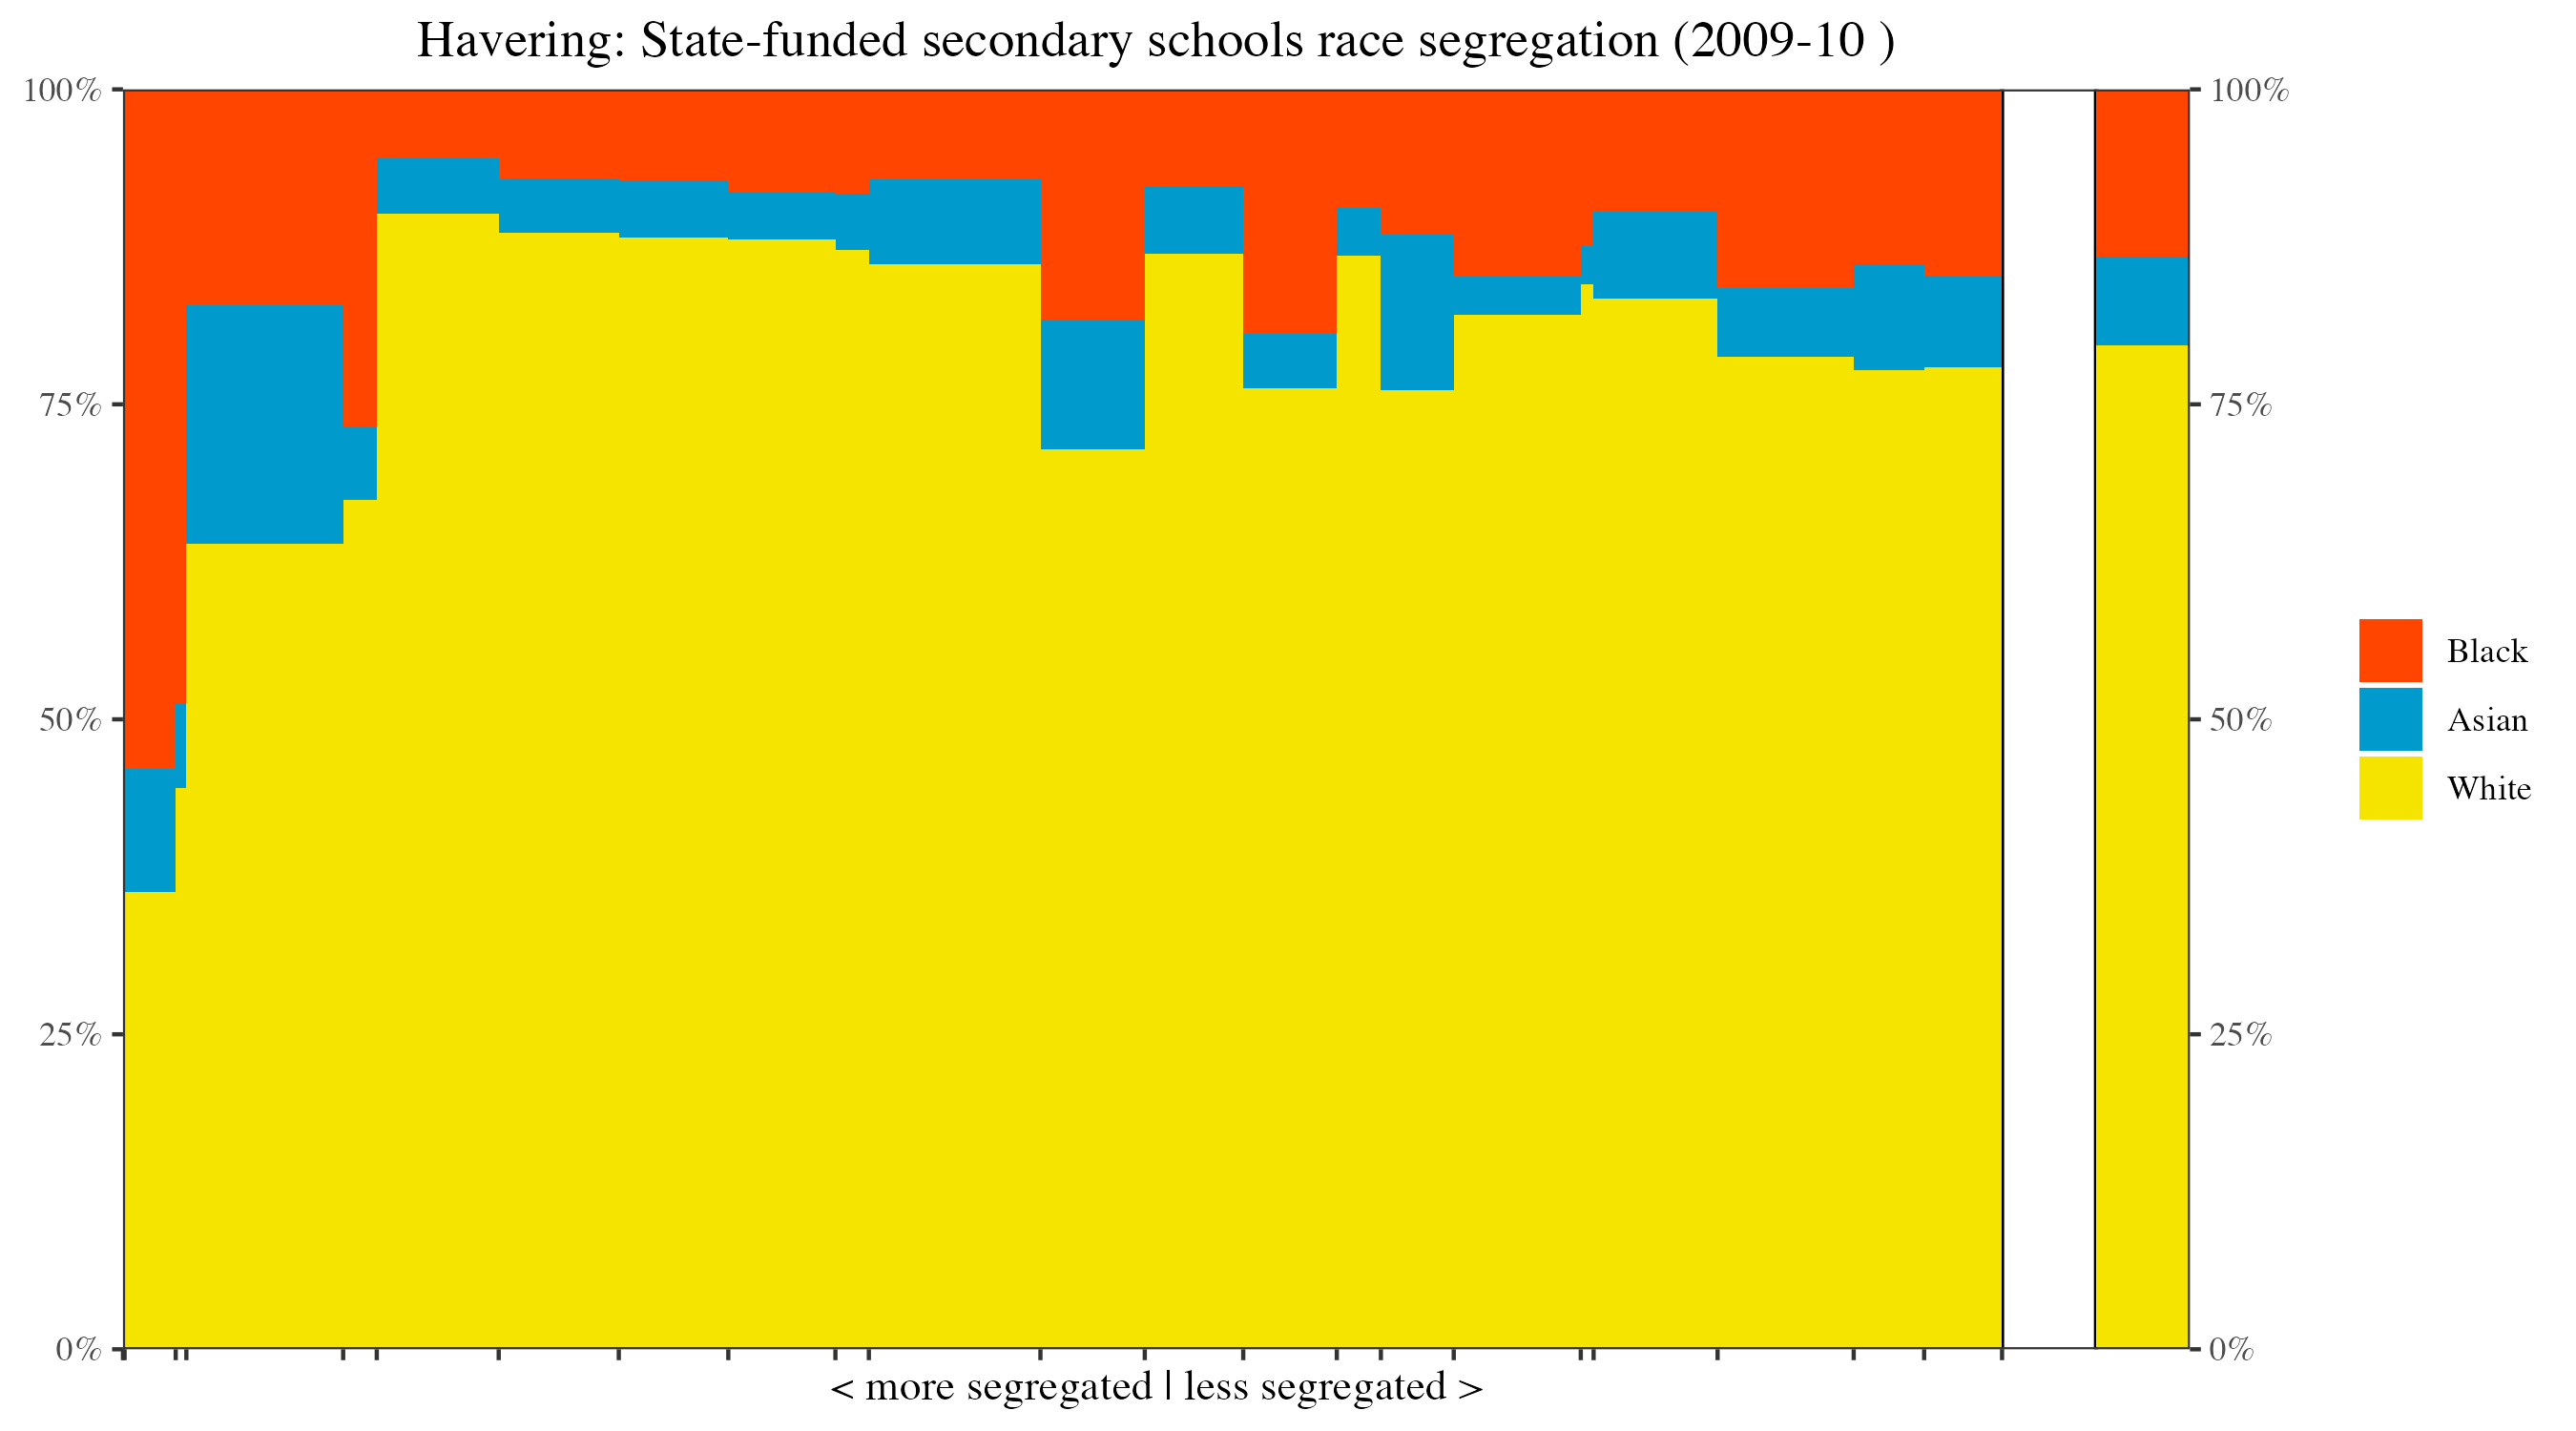 Havering: State-funded secondary schools race segregation (2009-10 )
100%
75%
50%
25%
0%
100%
75%
50%
25%
0%
Black
Asian
White
< more segregated | less segregated >